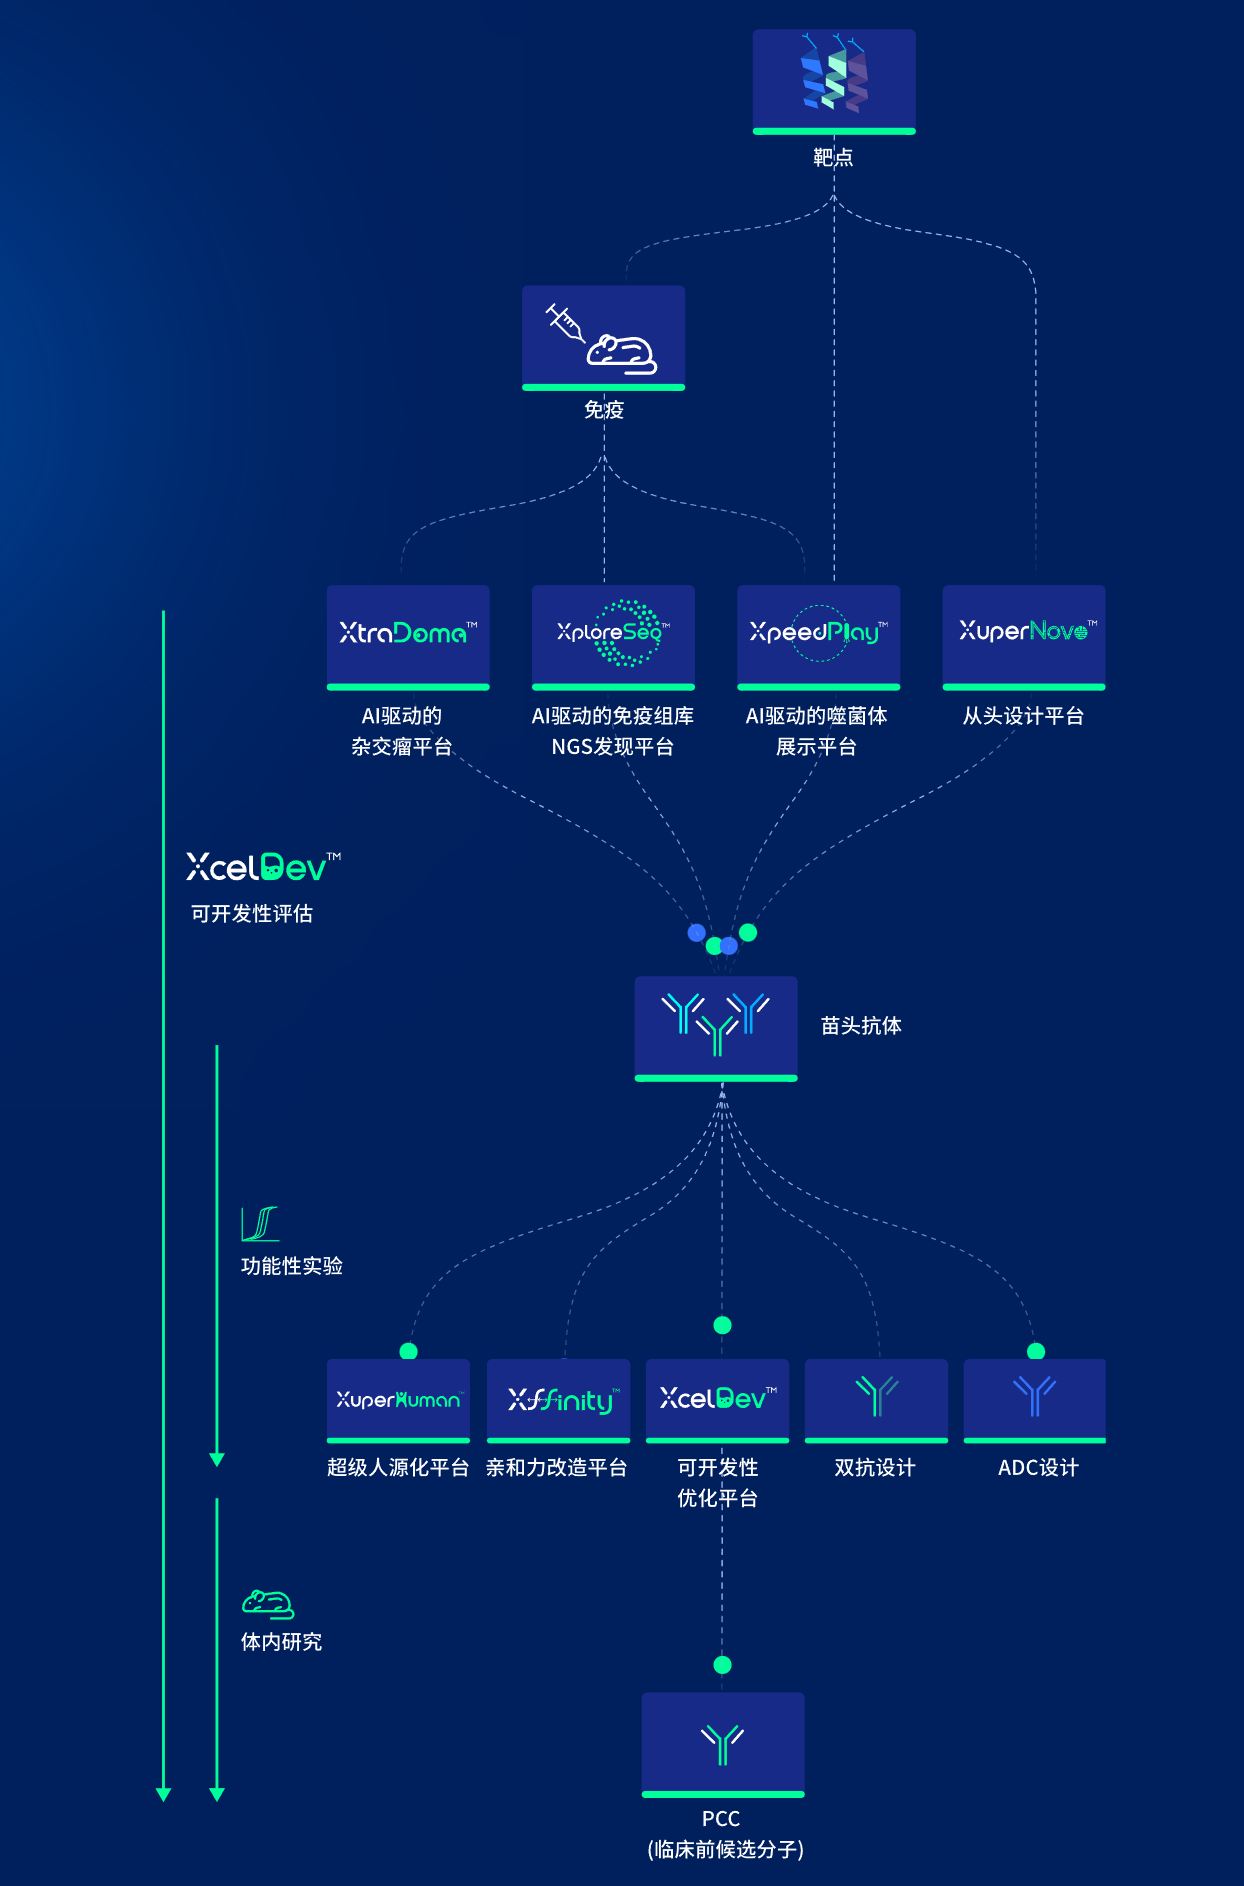 靶点
免疫
XtraDoma™
XploreSeq™
XpeedPlay™
XuperNovo™
AI驱动的
杂交瘤平台
AI驱动的免疫组库
NGS发现平台
AI驱动的噬菌体
展示平台
从头设计平台
XcelDev™
可开发性评估
苗头抗体
功能性实验
XuperHuman™
Xffinity™
XcelDev™
超级人源化平台
亲和力改造平台
可开发性
优化平台
双抗设计
ADC设计
体内研究
PCC
(临床前候选分子)